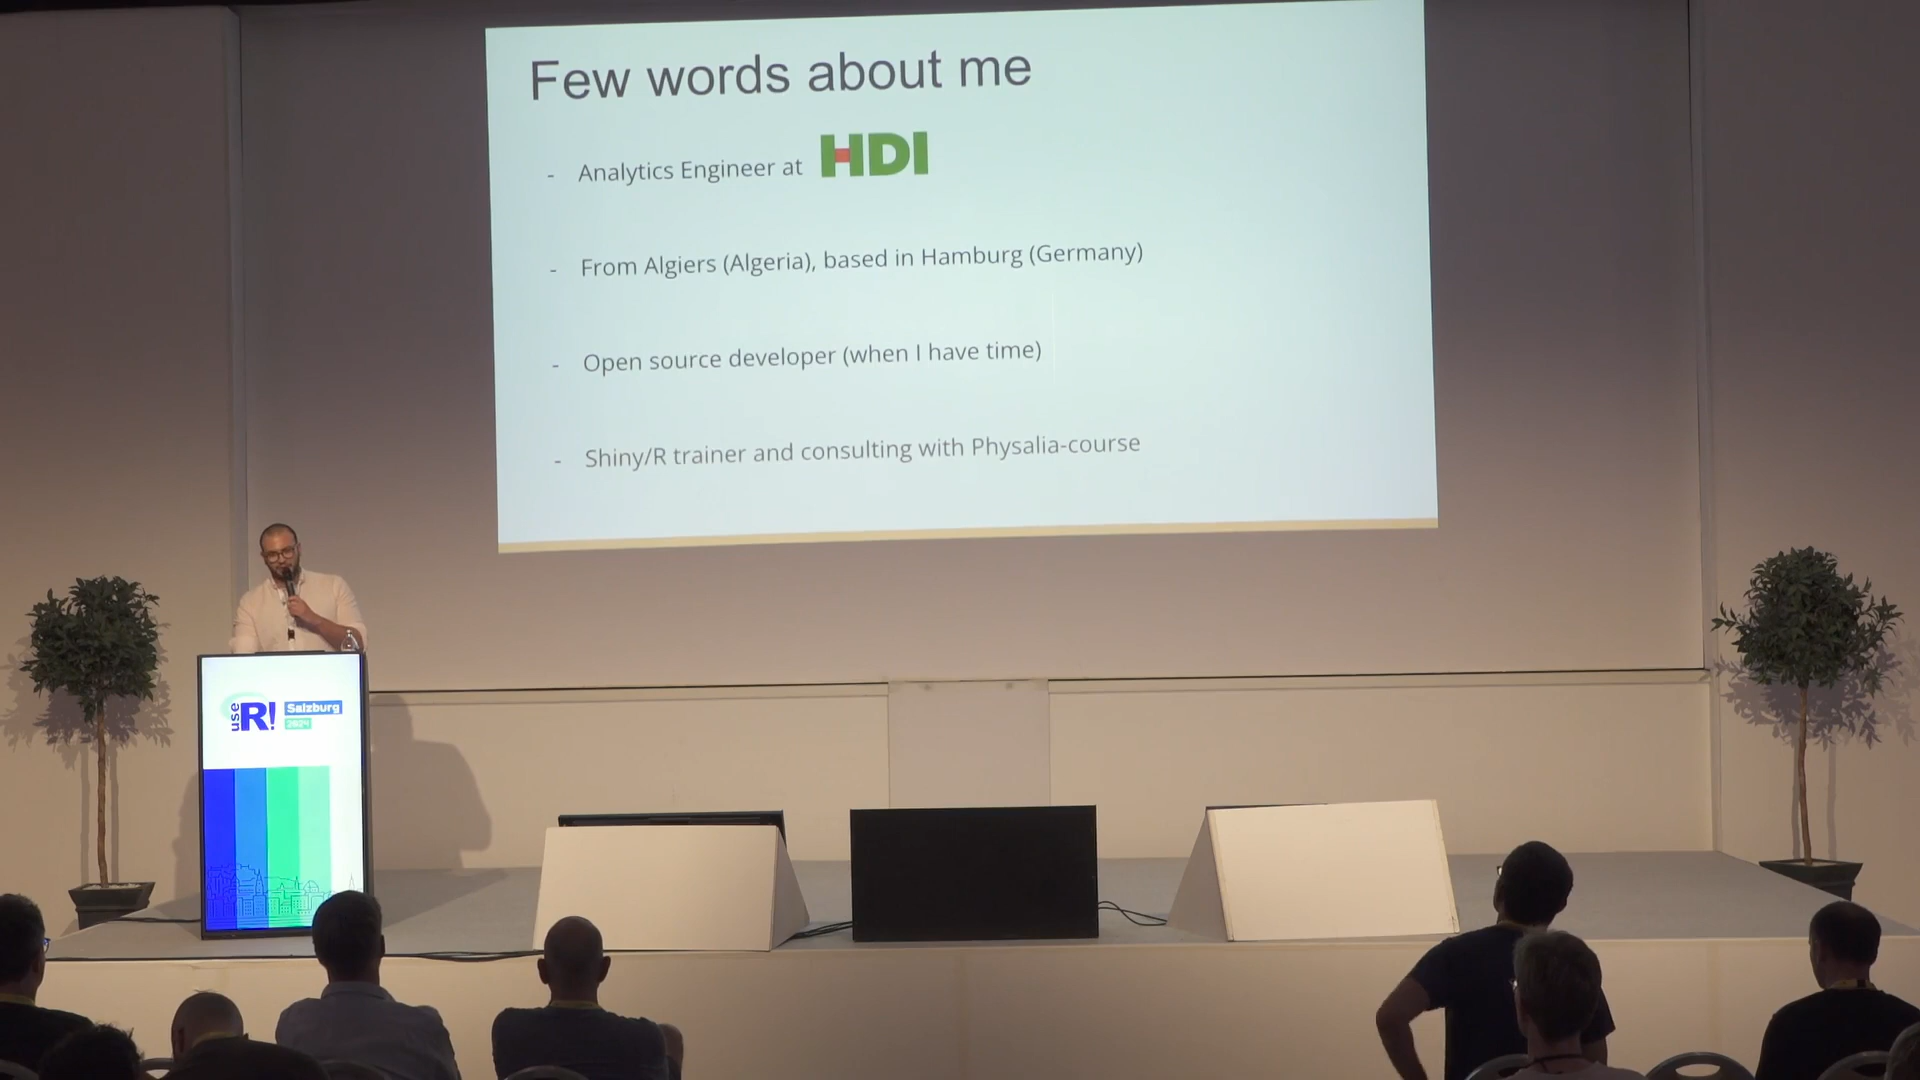 Few words about me
- Analytics Engineer at HDI
- From Algiers (Algeria), based in Hamburg (Germany)
- Open source developer (when I have time)
- Shiny/R trainer and consulting with Physalia-course
use R! Salzburg
2024